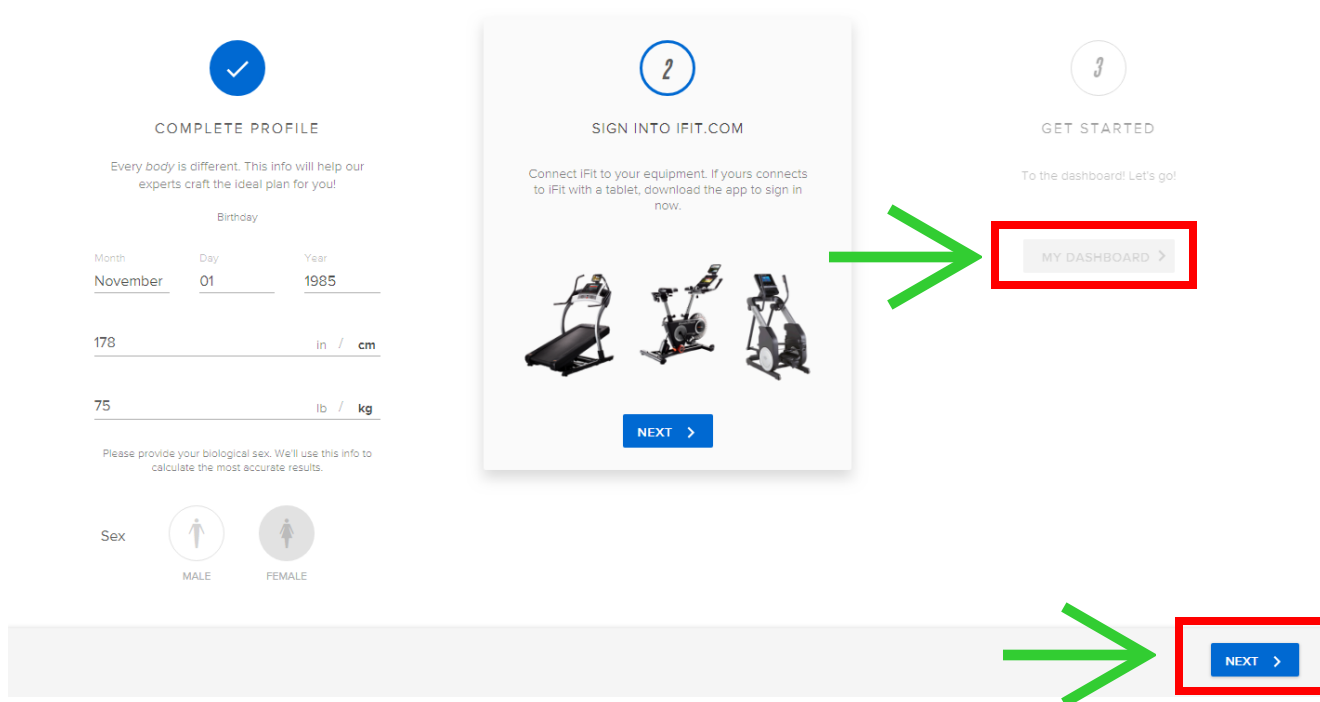 COMPLETE PROFILE
Every body is different. This info will help our
experts craft the ideal plan for you!
Birthday
Month Day Year
November 01 1985
178 in / cm
75 lb / kg
Please provide your biological sex. We'll use this info to
calculate the most accurate results.
Sex
MALE FEMALE
2
SIGN INTO IFIT.COM
Connect iFit to your equipment. If yours connects
to iFit with a tablet, download the app to sign in
now.
NEXT >
3
GET STARTED
To the dashboard! Let's go!
MY DASHBOARD >
NEXT >